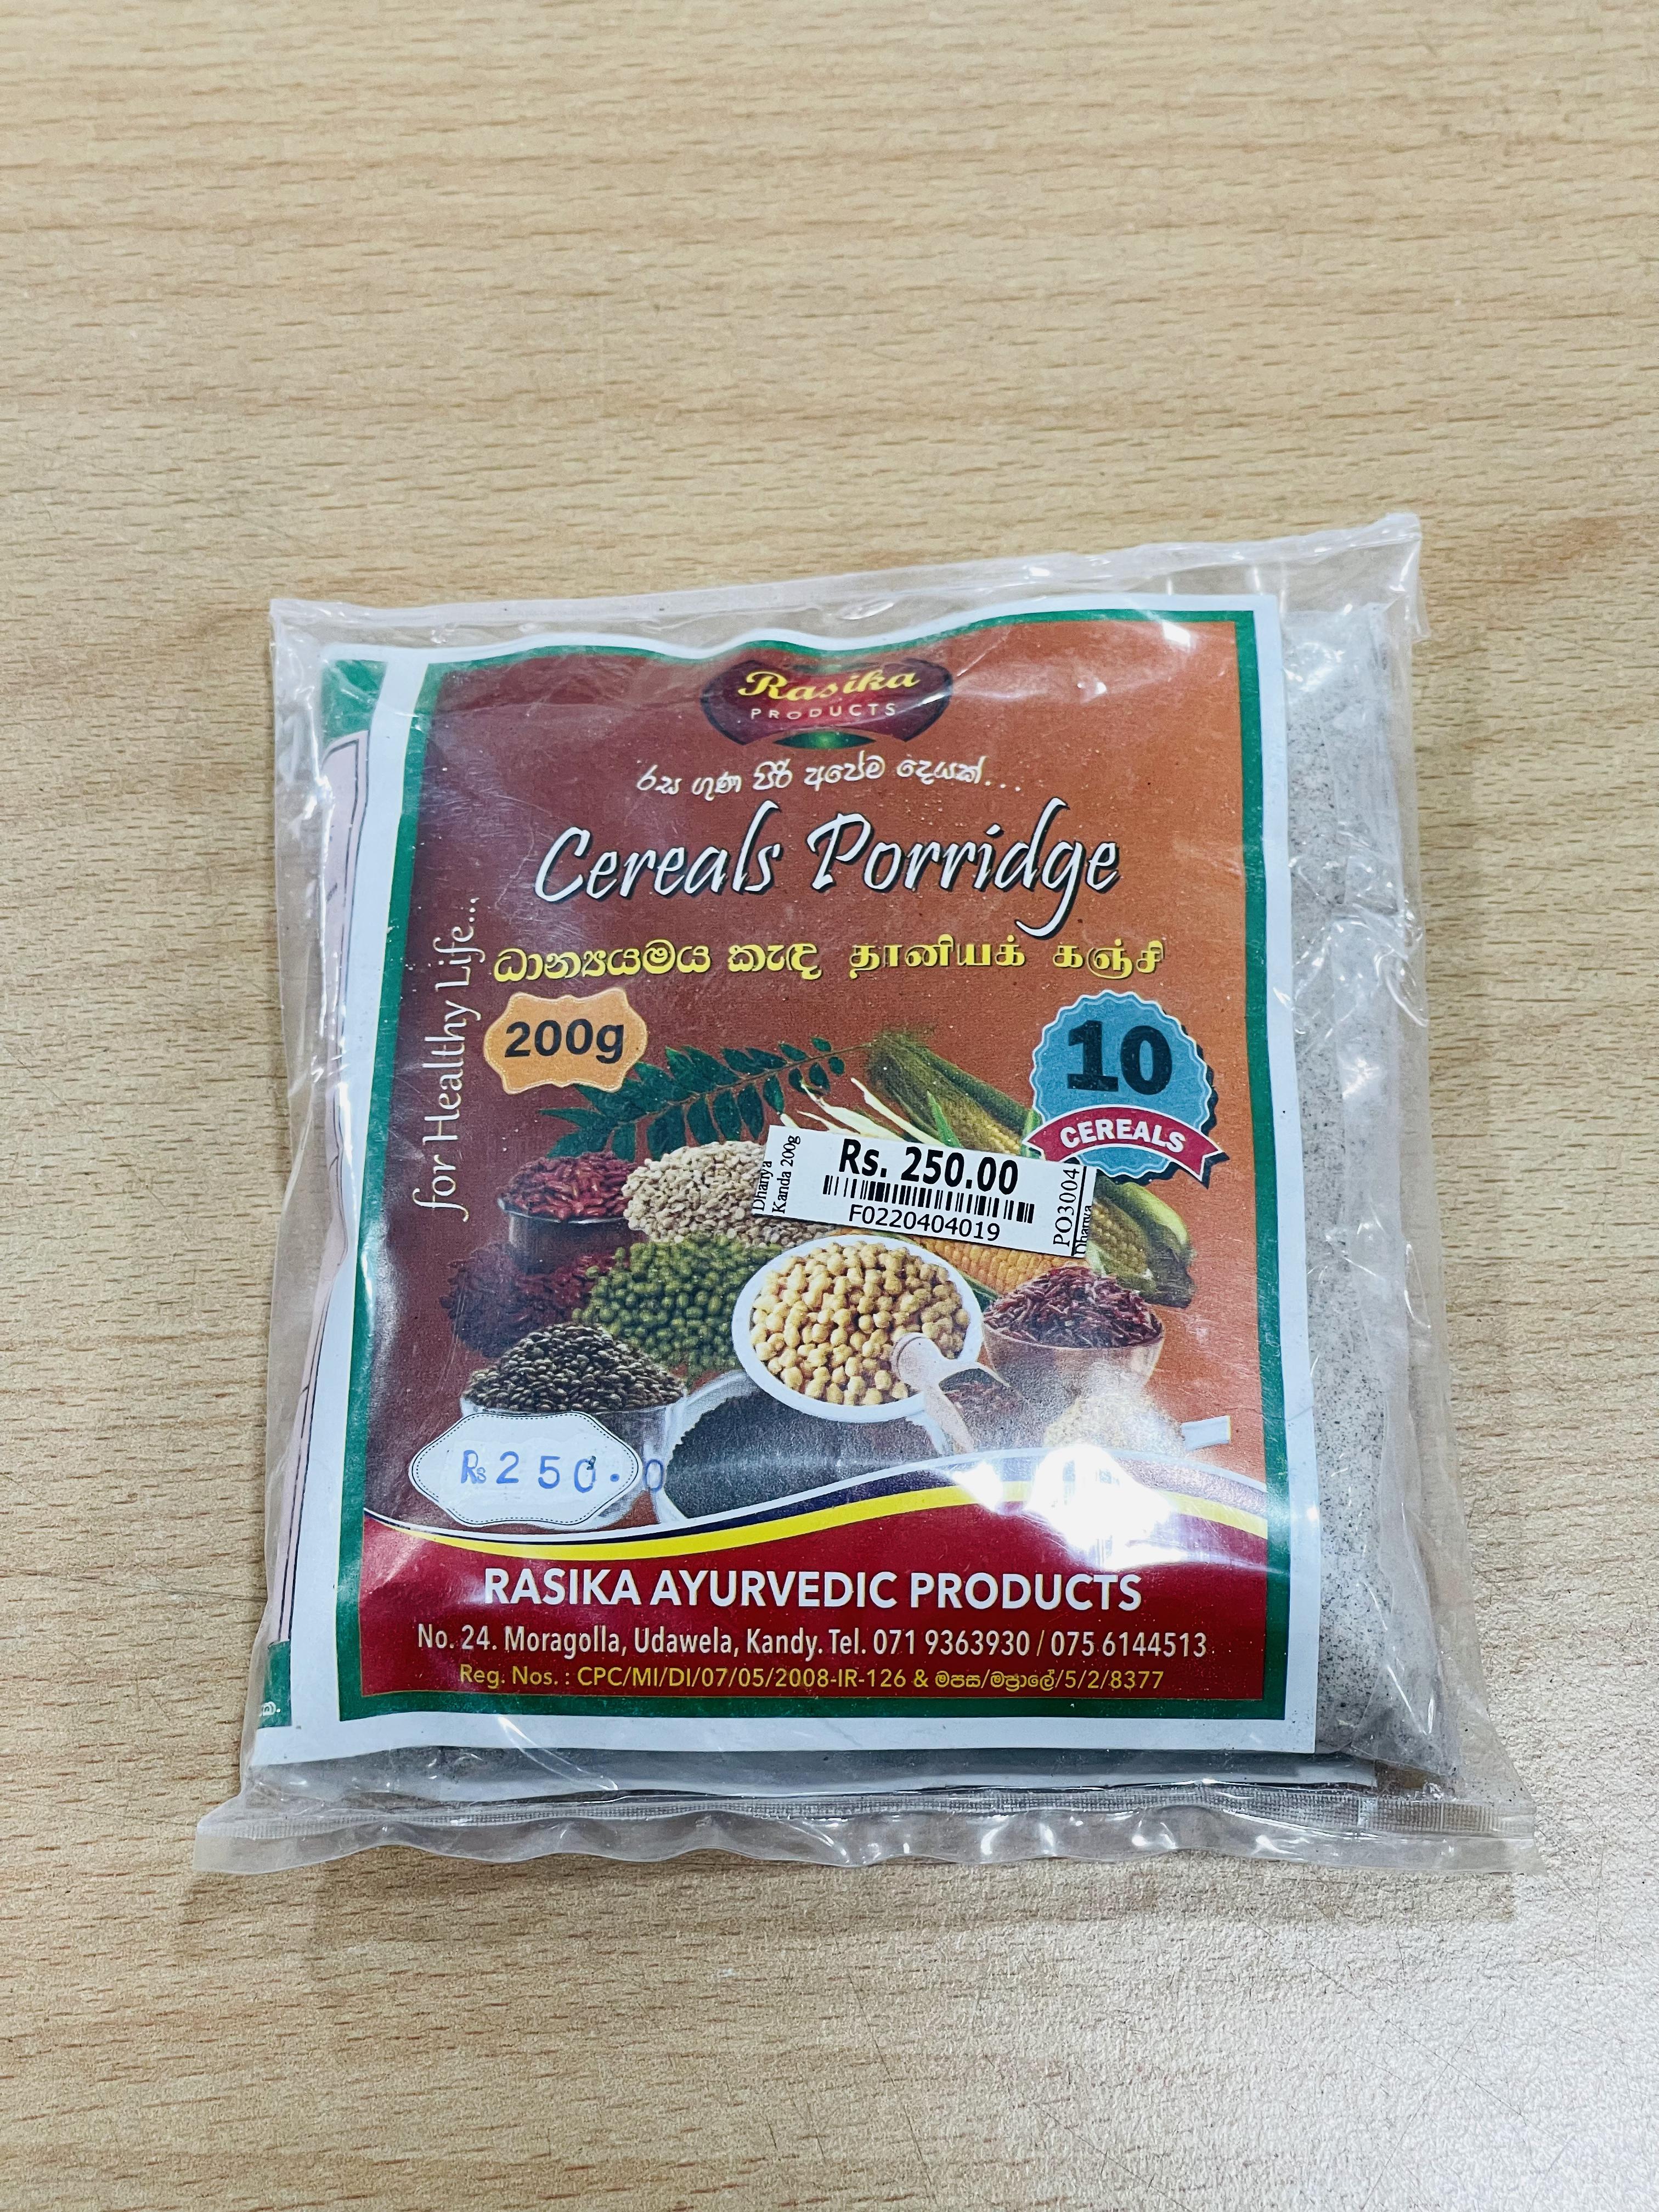 Rasika
PRODUCTS
රස ගුණ පිරි අපේම දෙයක්...
Cereals Porridge
ධාන්‍යයමය කැඳ தானியக் கஞ்சி
for Healthy Life...
200g
10
CEREALS
Dhanya
Kanda 200g
Rs. 250.00
F0220404019
PO3004
Dhanya
Rs 250.0
RASIKA AYURVEDIC PRODUCTS
No. 24. Moragolla, Udawela, Kandy. Tel. 071 9363930 / 075 6144513
Reg. Nos. : CPC/MI/DI/07/05/2008-IR-126 & මපස/මප්‍රාලේ/5/2/8377